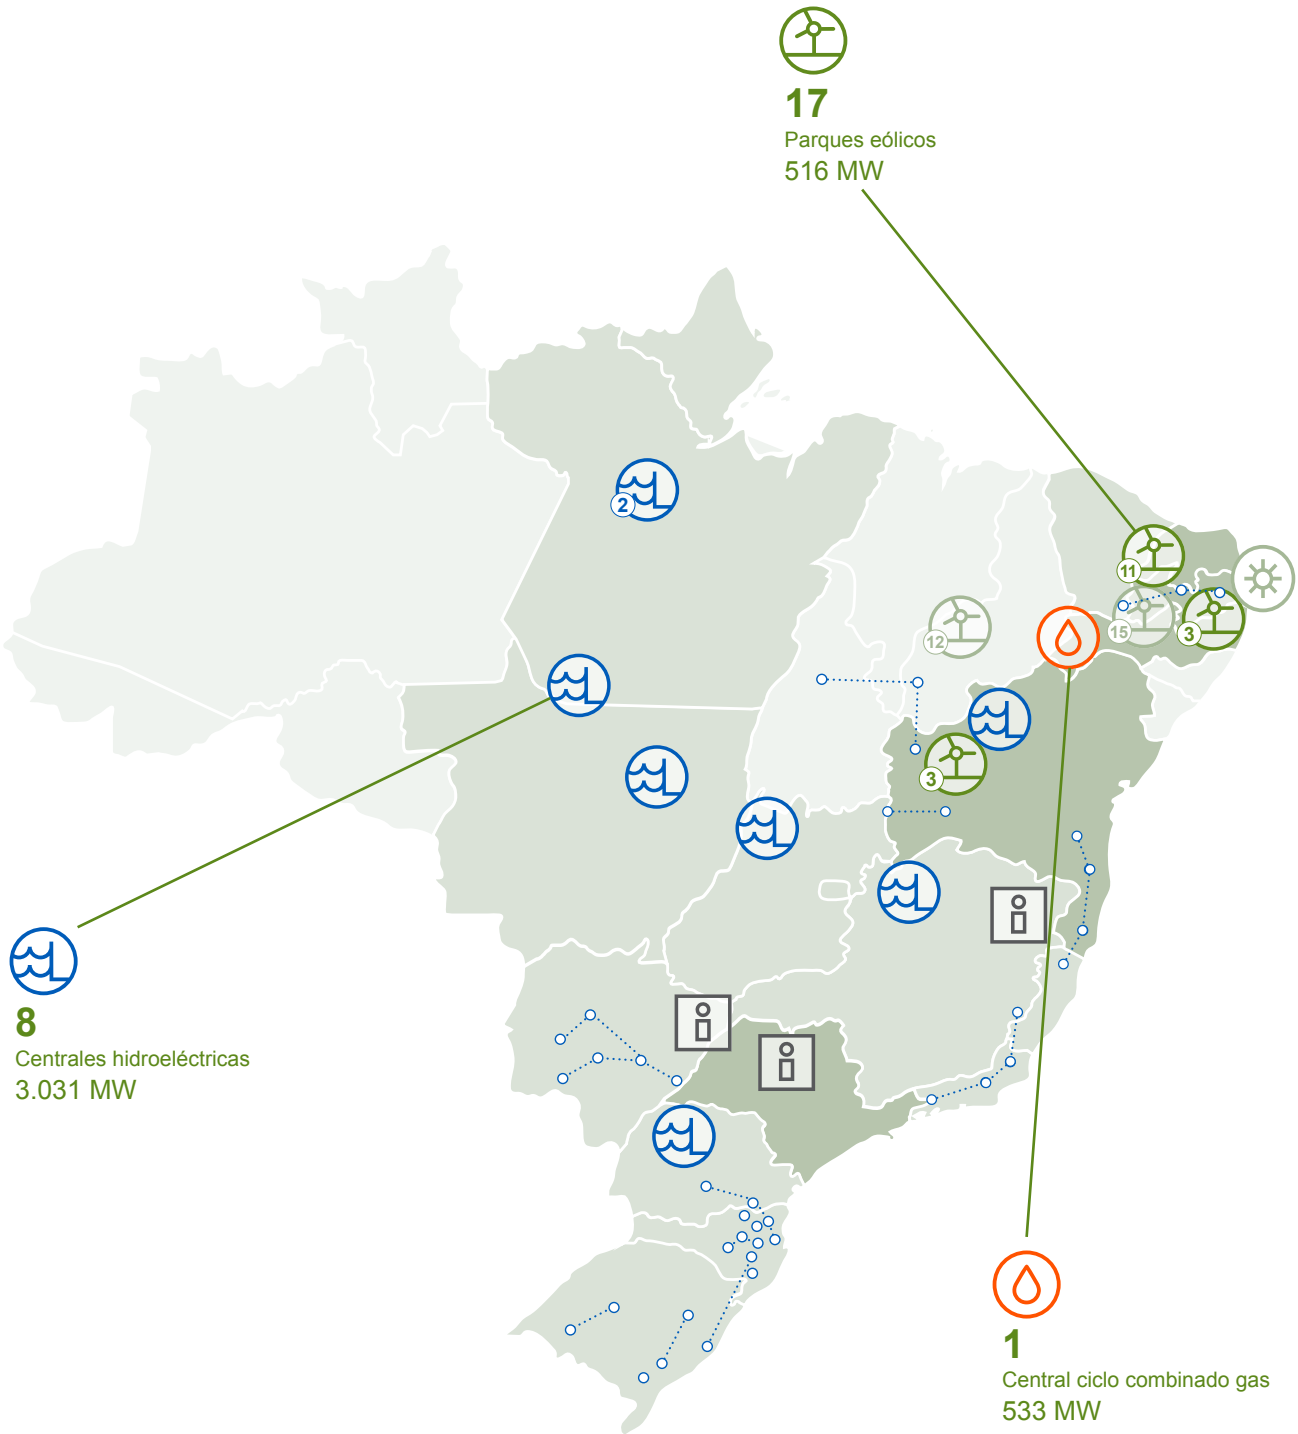 17
Parques eólicos
516 MW
2
11
12
15
3
3
8
Centrales hidroeléctricas
3.031 MW
1
Central ciclo combinado gas
533 MW